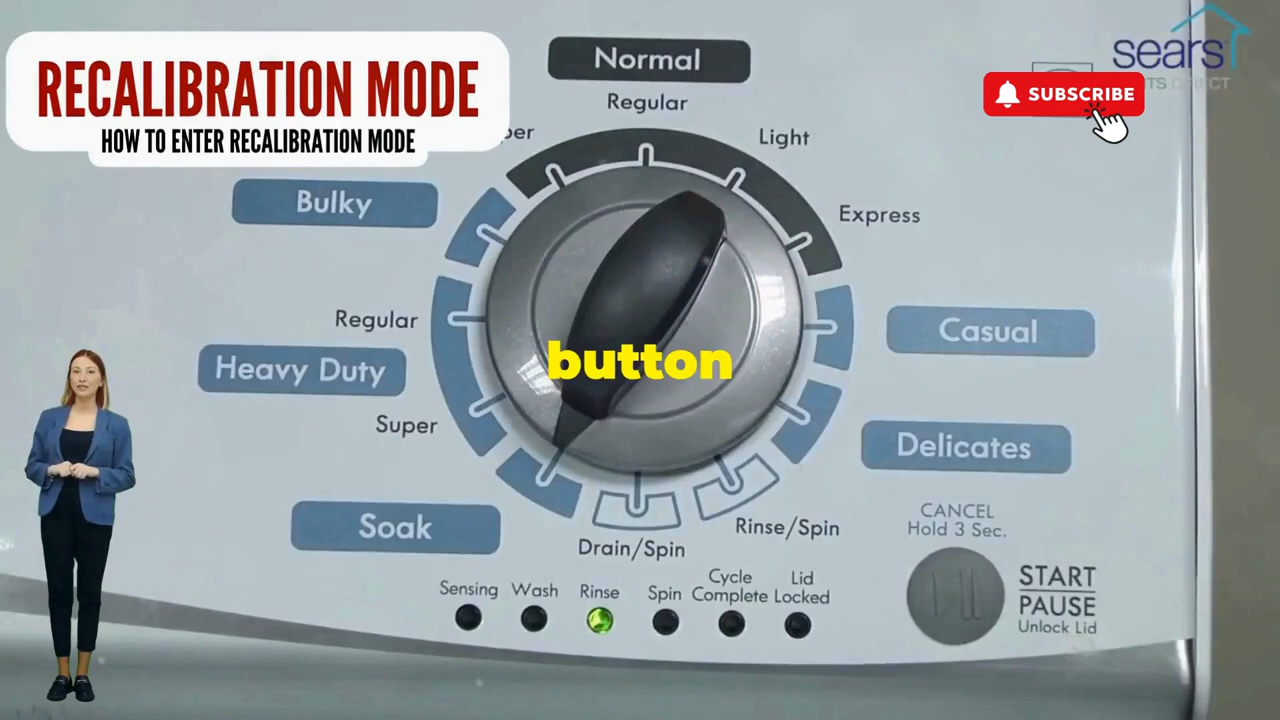 sears
RECALIBRATION MODE
HOW TO ENTER RECALIBRATION MODE
SUBSCRIBE
DIRECT
Normal
Regular
Light
Express
Bulky
Regular
Heavy Duty
Super
Casual
button
Delicates
Soak
Rinse/Spin
Drain/Spin
CANCEL
Hold 3 Sec.
Sensing
Wash
Rinse
Spin
Cycle
Complete
Lid
Locked
START
PAUSE
Unlock Lid